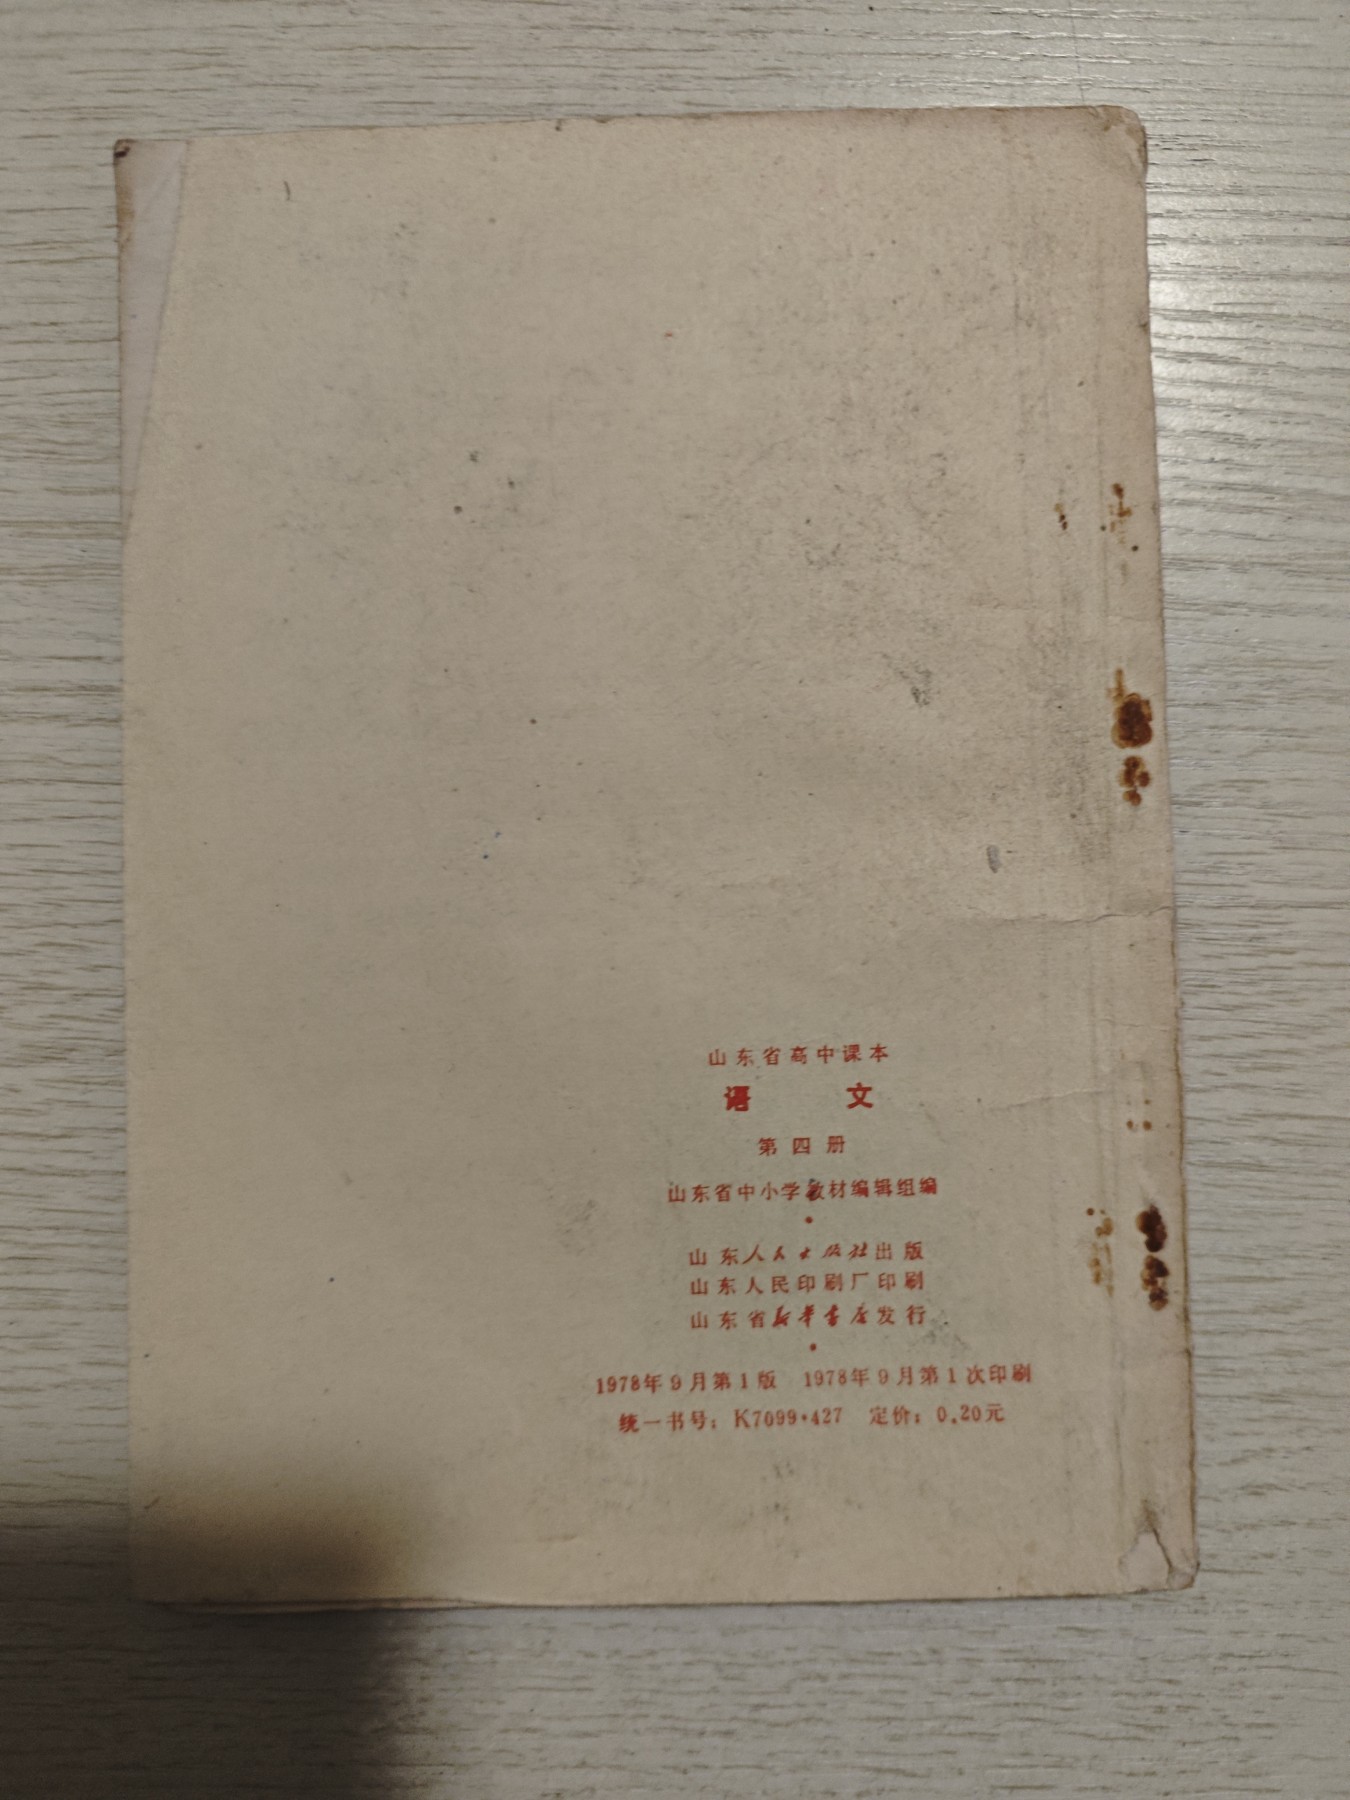 山东省高中课本
语 文
第四册
山东省中小学教材编辑组编
山东人民出版社出版
山东人民印刷厂印刷
山东省新华书店发行
1978年9月第1版 1978年9月第1次印刷
统一书号：K7099·427 定价：0.20元